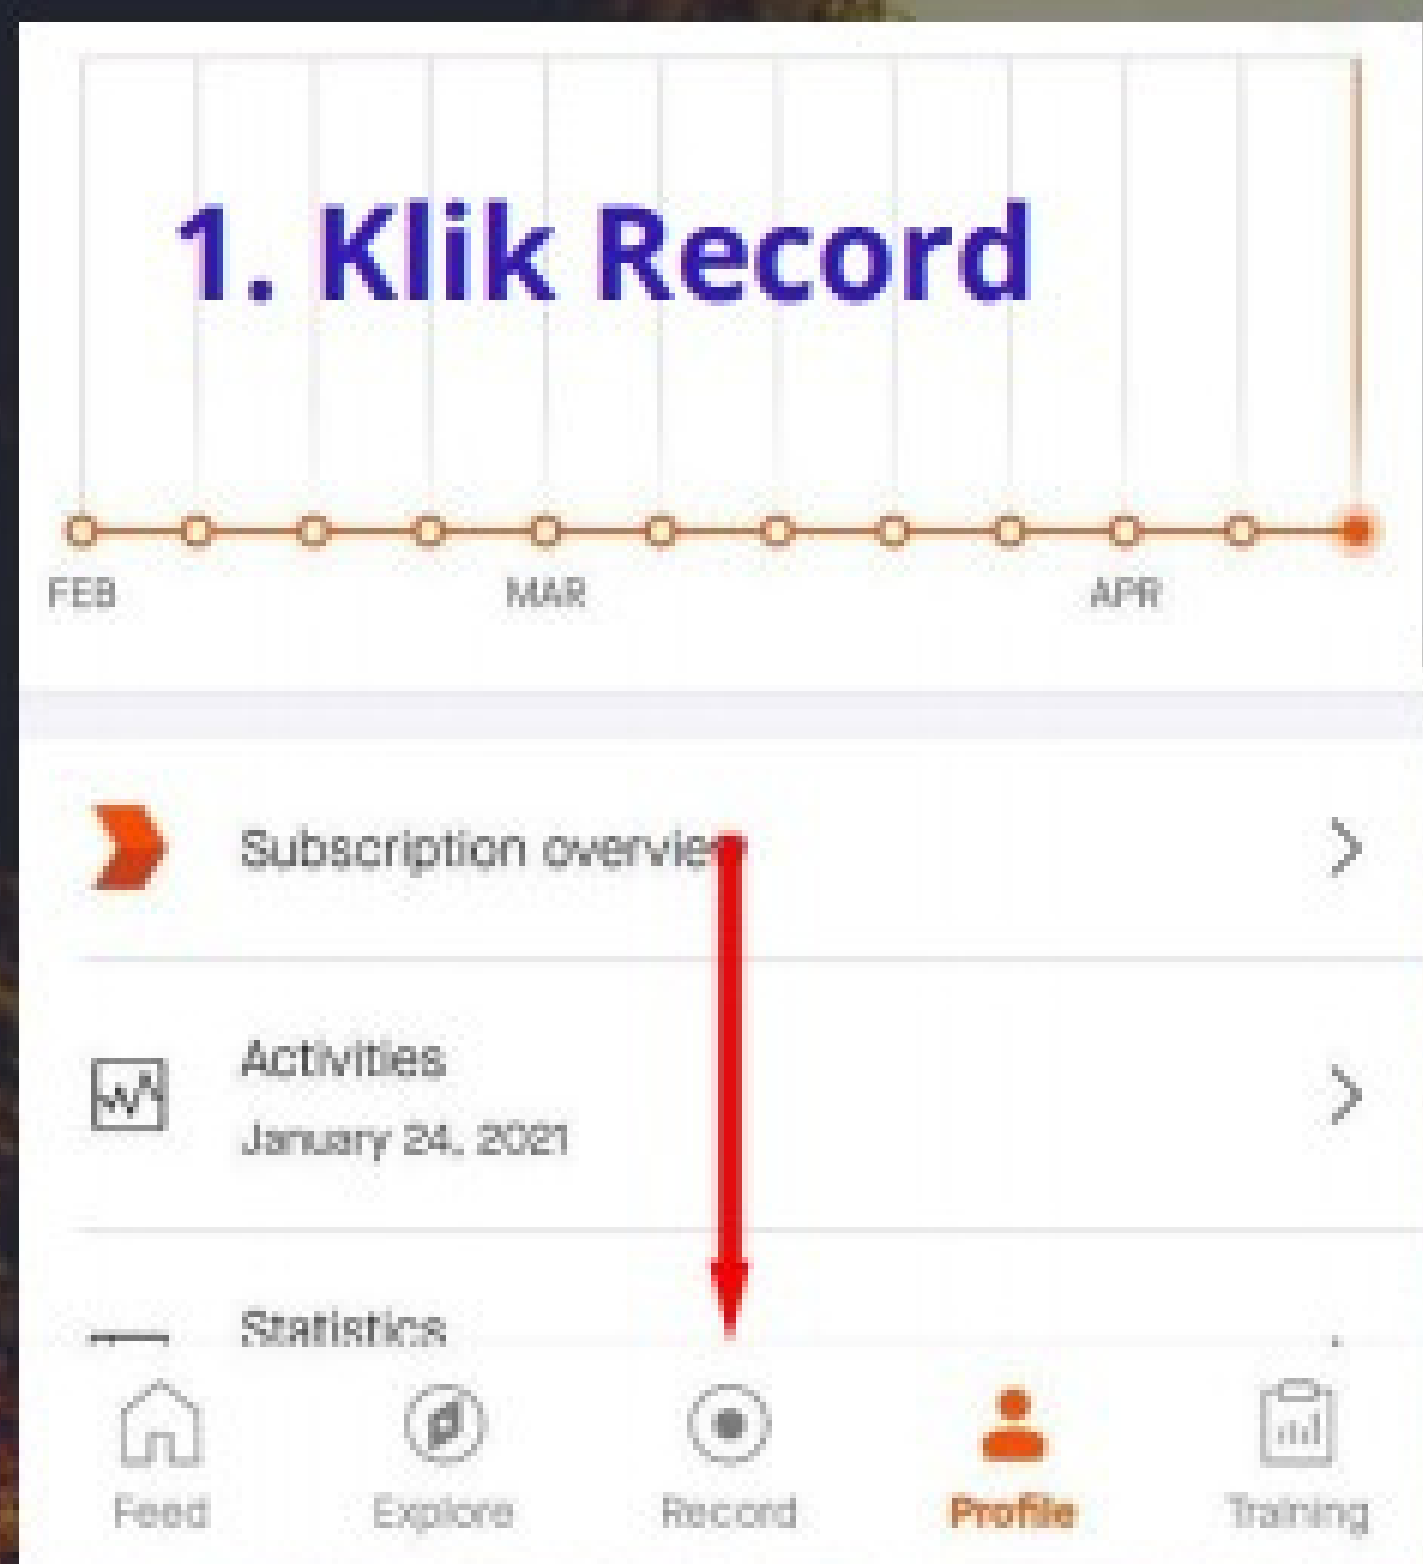 1. Klik Record
FEB MAR APR
Subscription overview
Activities
January 24, 2021
Statistics
Feed Explore Record Profile Training